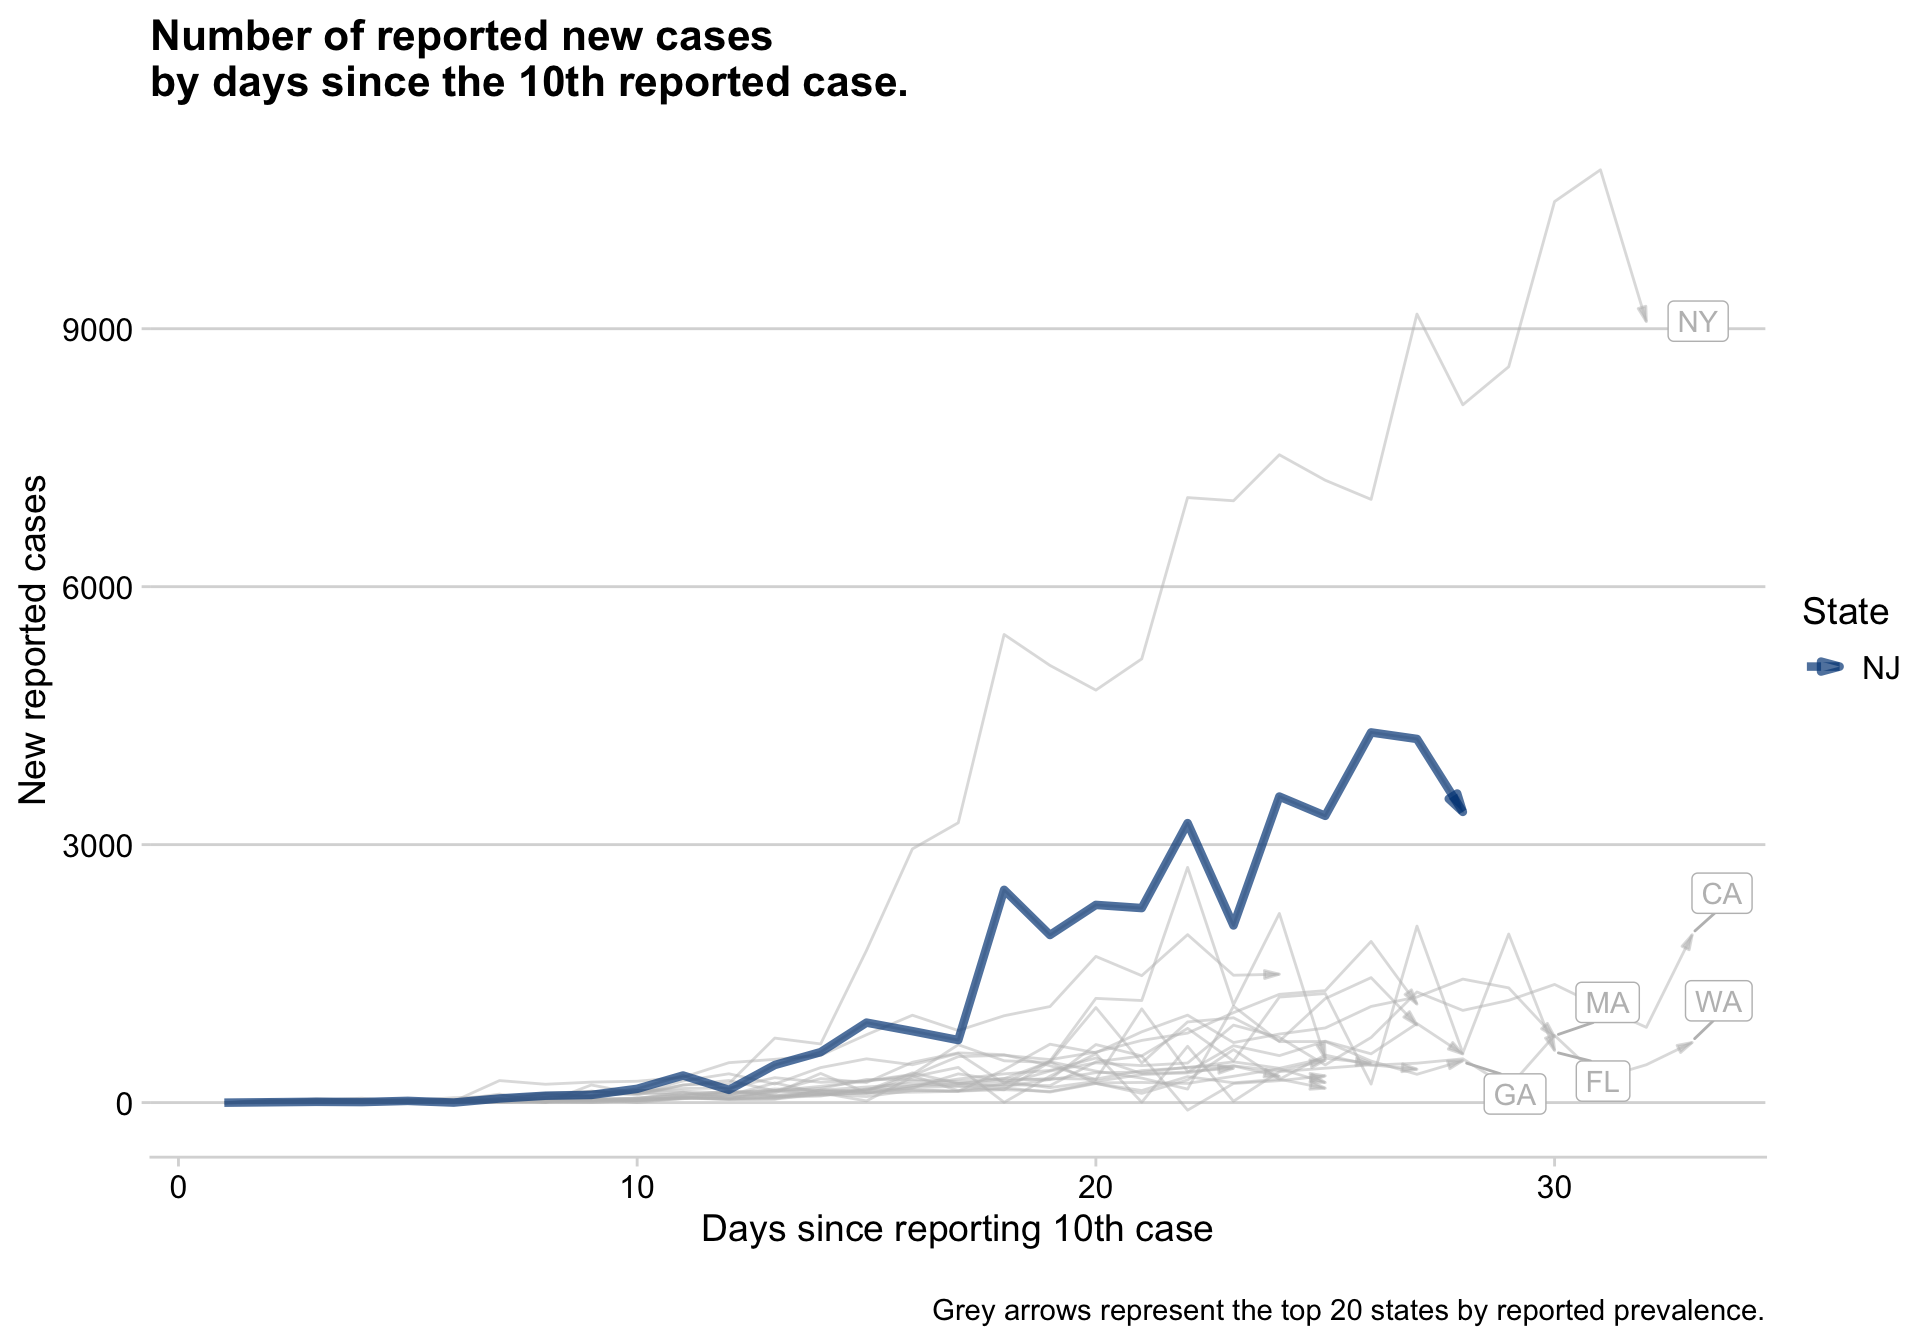 Number of reported new cases
by days since the 10th reported case.
New reported cases
9000
6000
3000
0
NY
CA
MA
WA
FL
GA
State
NJ
0
10
20
30
Days since reporting 10th case
Grey arrows represent the top 20 states by reported prevalence.